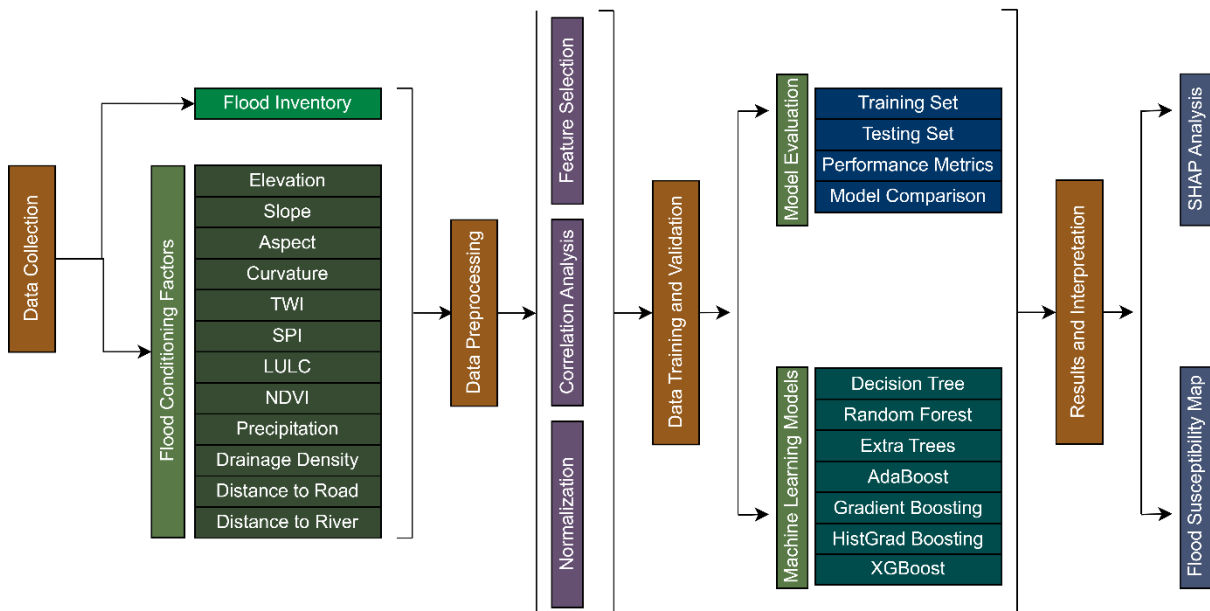 Data Collection
Flood Inventory
Flood Conditioning Factors
Elevation
Slope
Aspect
Curvature
TWI
SPI
LULC
NDVI
Precipitation
Drainage Density
Distance to Road
Distance to River
Data Preprocessing
Feature Selection
Correlation Analysis
Normalization
Data Training and Validation
Model Evaluation
Training Set
Testing Set
Performance Metrics
Model Comparison
Machine Learning Models
Decision Tree
Random Forest
Extra Trees
AdaBoost
Gradient Boosting
HistGrad Boosting
XGBoost
Results and Interpretation
SHAP Analysis
Flood Susceptibility Map